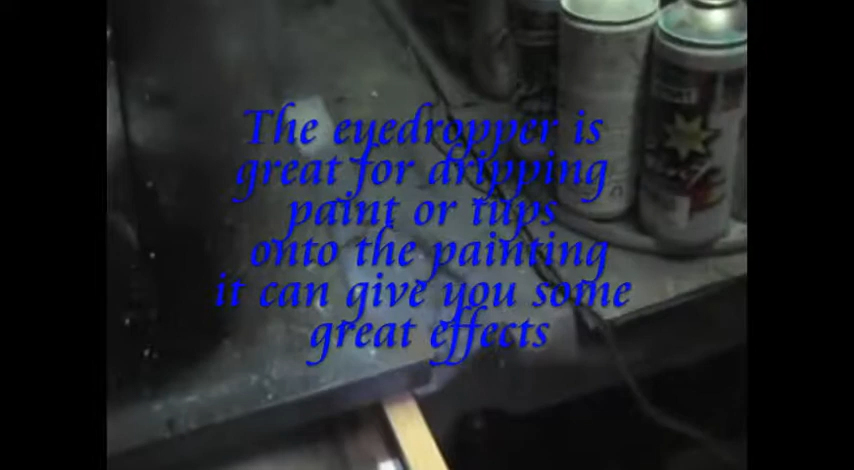 The eyedropper is
great for dripping
paint or tups
onto the painting
it can give you some
great effects